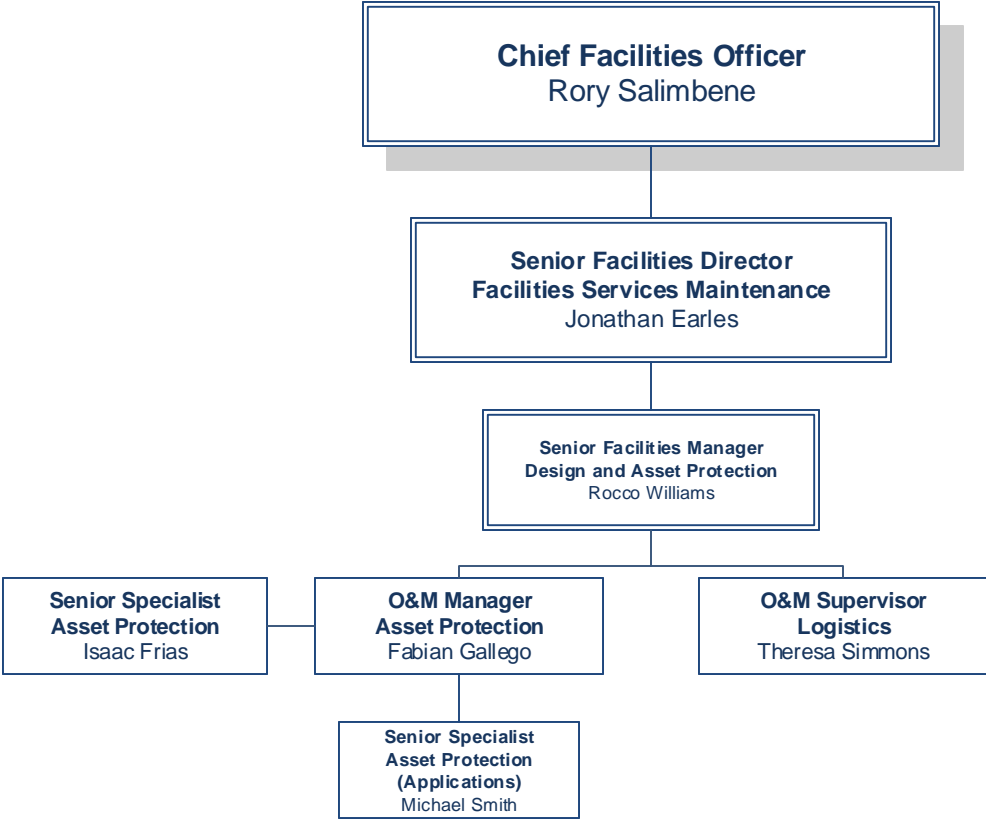 Chief Facilities Officer
Rory Salimbene
Senior Facilities Director
Facilities Services Maintenance
Jonathan Earles
Senior Facilities Manager
Design and Asset Protection
Rocco Williams
Senior Specialist
Asset Protection
Isaac Frias
O&M Manager
Asset Protection
Fabian Gallego
O&M Supervisor
Logistics
Theresa Simmons
Senior Specialist
Asset Protection
(Applications)
Michael Smith